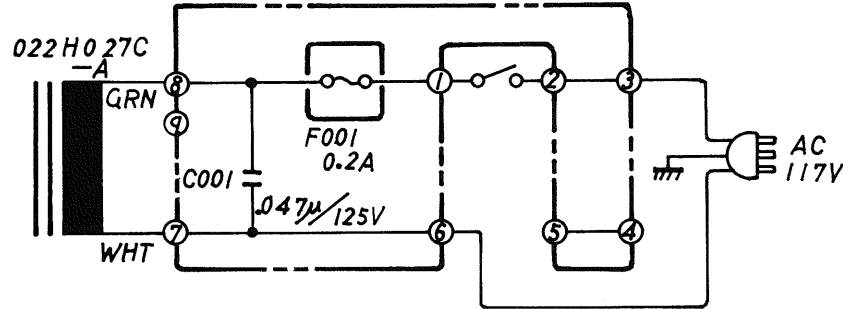 022H027C
-A
GRN
8
9
7
WHT
C001
.047µ/125V
F001
0.2A
1
2
3
6
5
4
AC
117V